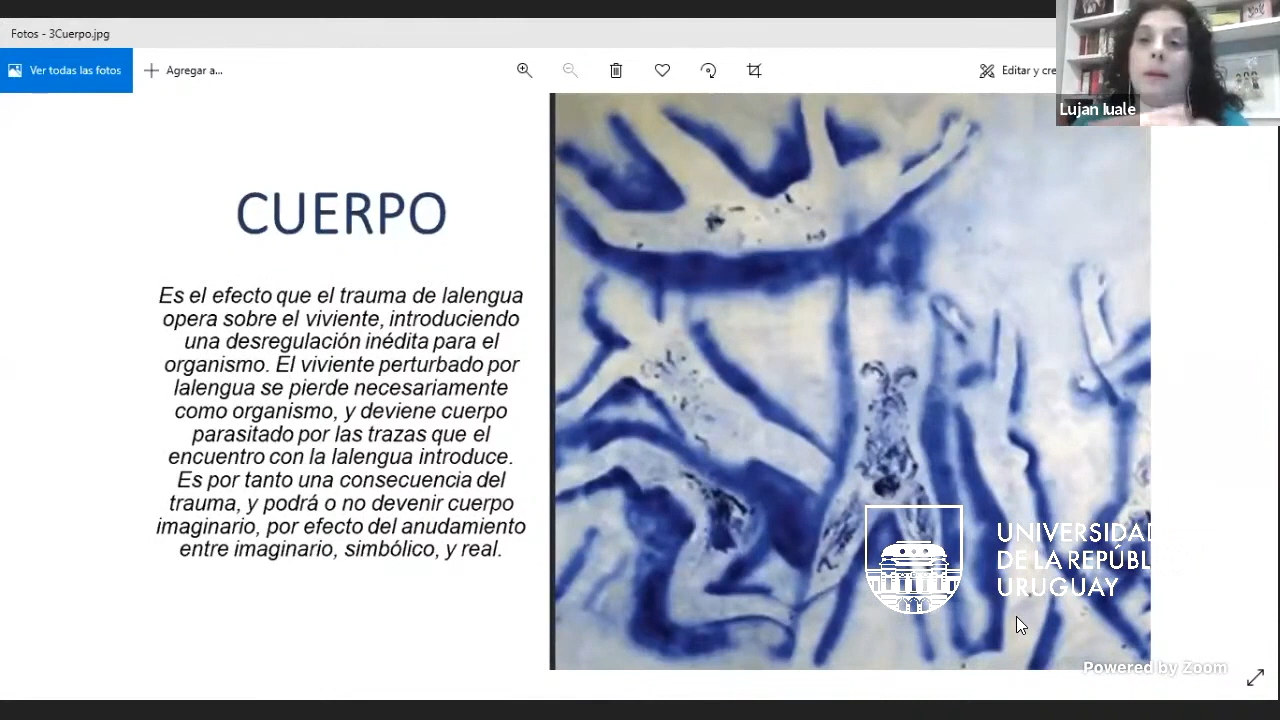 Fotos - 3Cuerpo.jpg
Ver todas las fotos
Agregar a...
Editar y cre
Lujan Iuale
CUERPO
Es el efecto que el trauma de lalengua
opera sobre el viviente, introduciendo
una desregulación inédita para el
organismo. El viviente perturbado por
lalengua se pierde necesariamente
como organismo, y deviene cuerpo
parasitado por las trazas que el
encuentro con la lalengua introduce.
Es por tanto una consecuencia del
trauma, y podrá o no devenir cuerpo
imaginario, por efecto del anudamiento
entre imaginario, simbólico, y real.
UNIVERSIDAD
DE LA REPÚBL
URUGUAY
Powered by Zoom